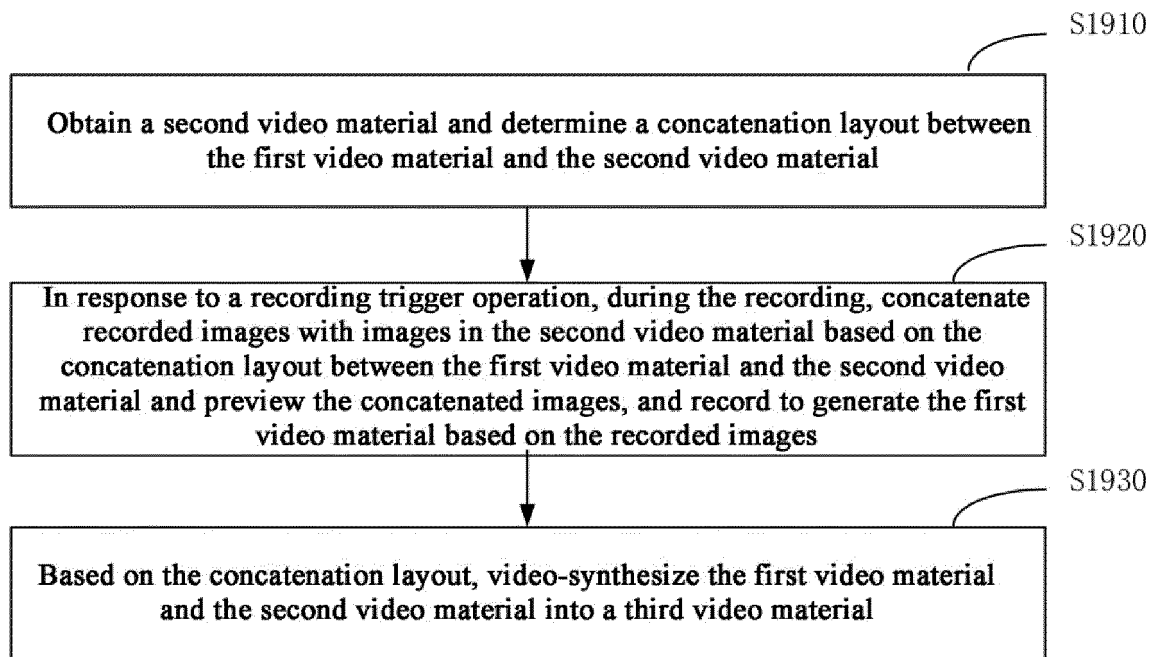 S1910
Obtain a second video material and determine a concatenation layout between
the first video material and the second video material
S1920
In response to a recording trigger operation, during the recording, concatenate
recorded images with images in the second video material based on the
concatenation layout between the first video material and the second video
material and preview the concatenated images, and record to generate the first
video material based on the recorded images
S1930
Based on the concatenation layout, video-synthesize the first video material
and the second video material into a third video material